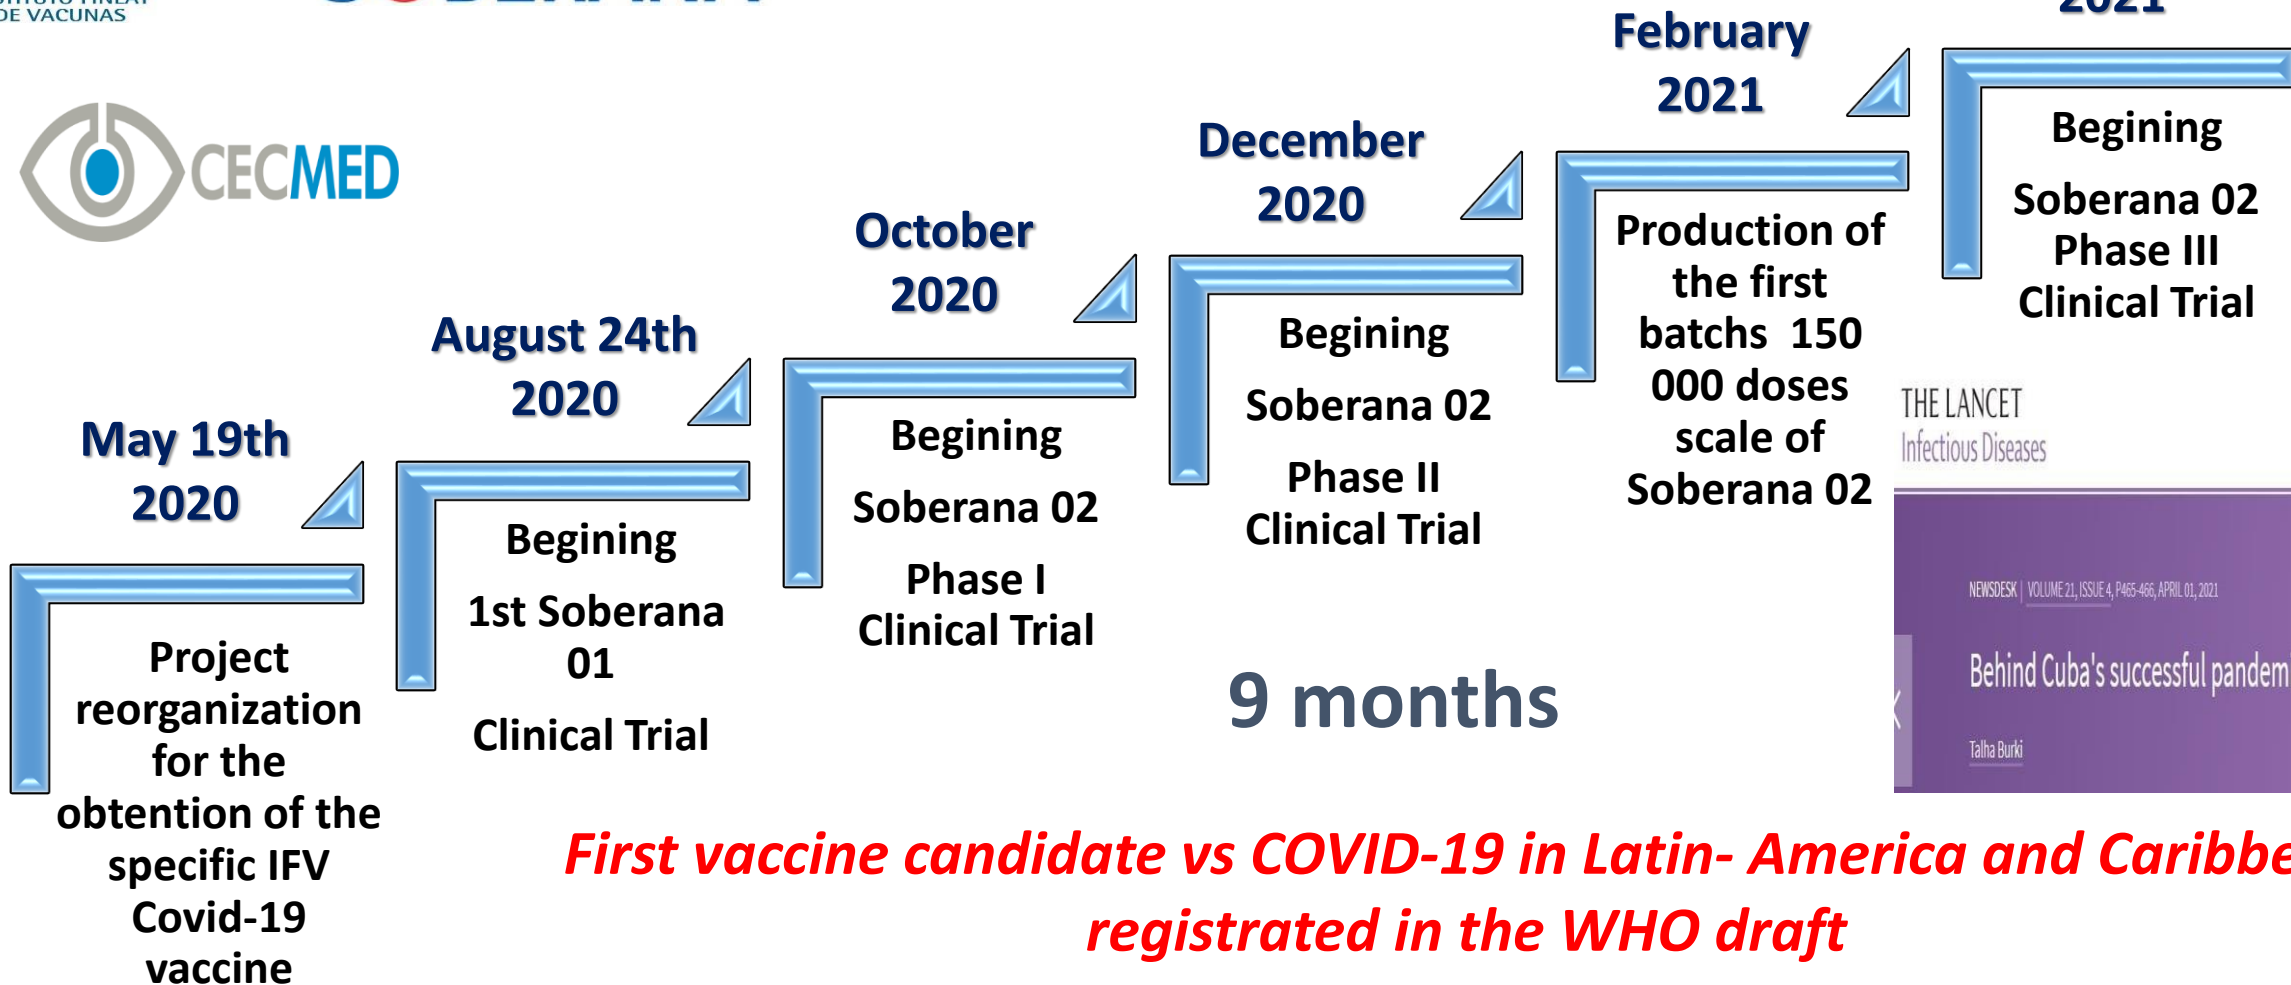 DE VACUNAS
CECMED
May 19th
2020
Project
reorganization
for the
obtention of the
specific IFV
Covid-19
vaccine
August 24th
2020
Begining
1st Soberana
01
Clinical Trial
October
2020
Begining
Soberana 02
Phase I
Clinical Trial
December
2020
Begining
Soberana 02
Phase II
Clinical Trial
February
2021
Production of
the first
batchs 150
000 doses
scale of
Soberana 02
2021
Begining
Soberana 02
Phase III
Clinical Trial
THE LANCET
Infectious Diseases
NEWSDESK | VOLUME 21, ISSUE 4, P465-466, APRIL 01, 2021
Behind Cuba's successful pandemi
Talha Burki
9 months
First vaccine candidate vs COVID-19 in Latin- America and Caribbe
registrated in the WHO draft